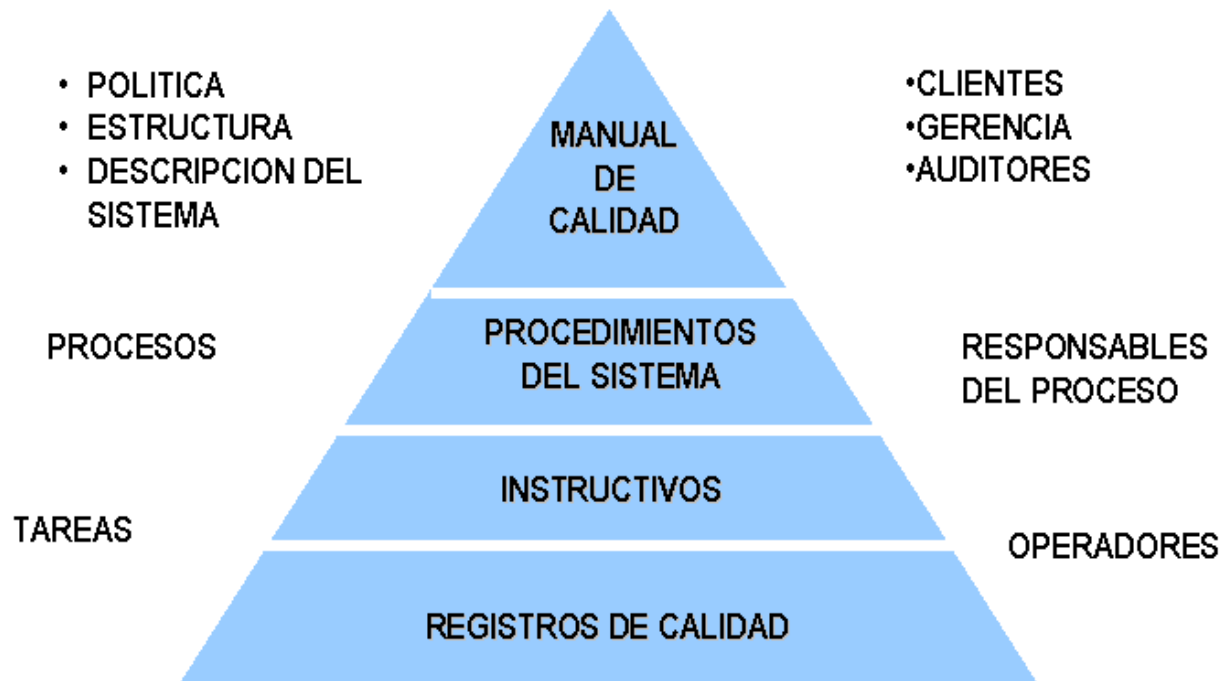 • POLITICA
• ESTRUCTURA
• DESCRIPCION DEL
SISTEMA
MANUAL
DE
CALIDAD
•CLIENTES
•GERENCIA
•AUDITORES
PROCESOS
PROCEDIMIENTOS
DEL SISTEMA
RESPONSABLES
DEL PROCESO
TAREAS
INSTRUCTIVOS
OPERADORES
REGISTROS DE CALIDAD